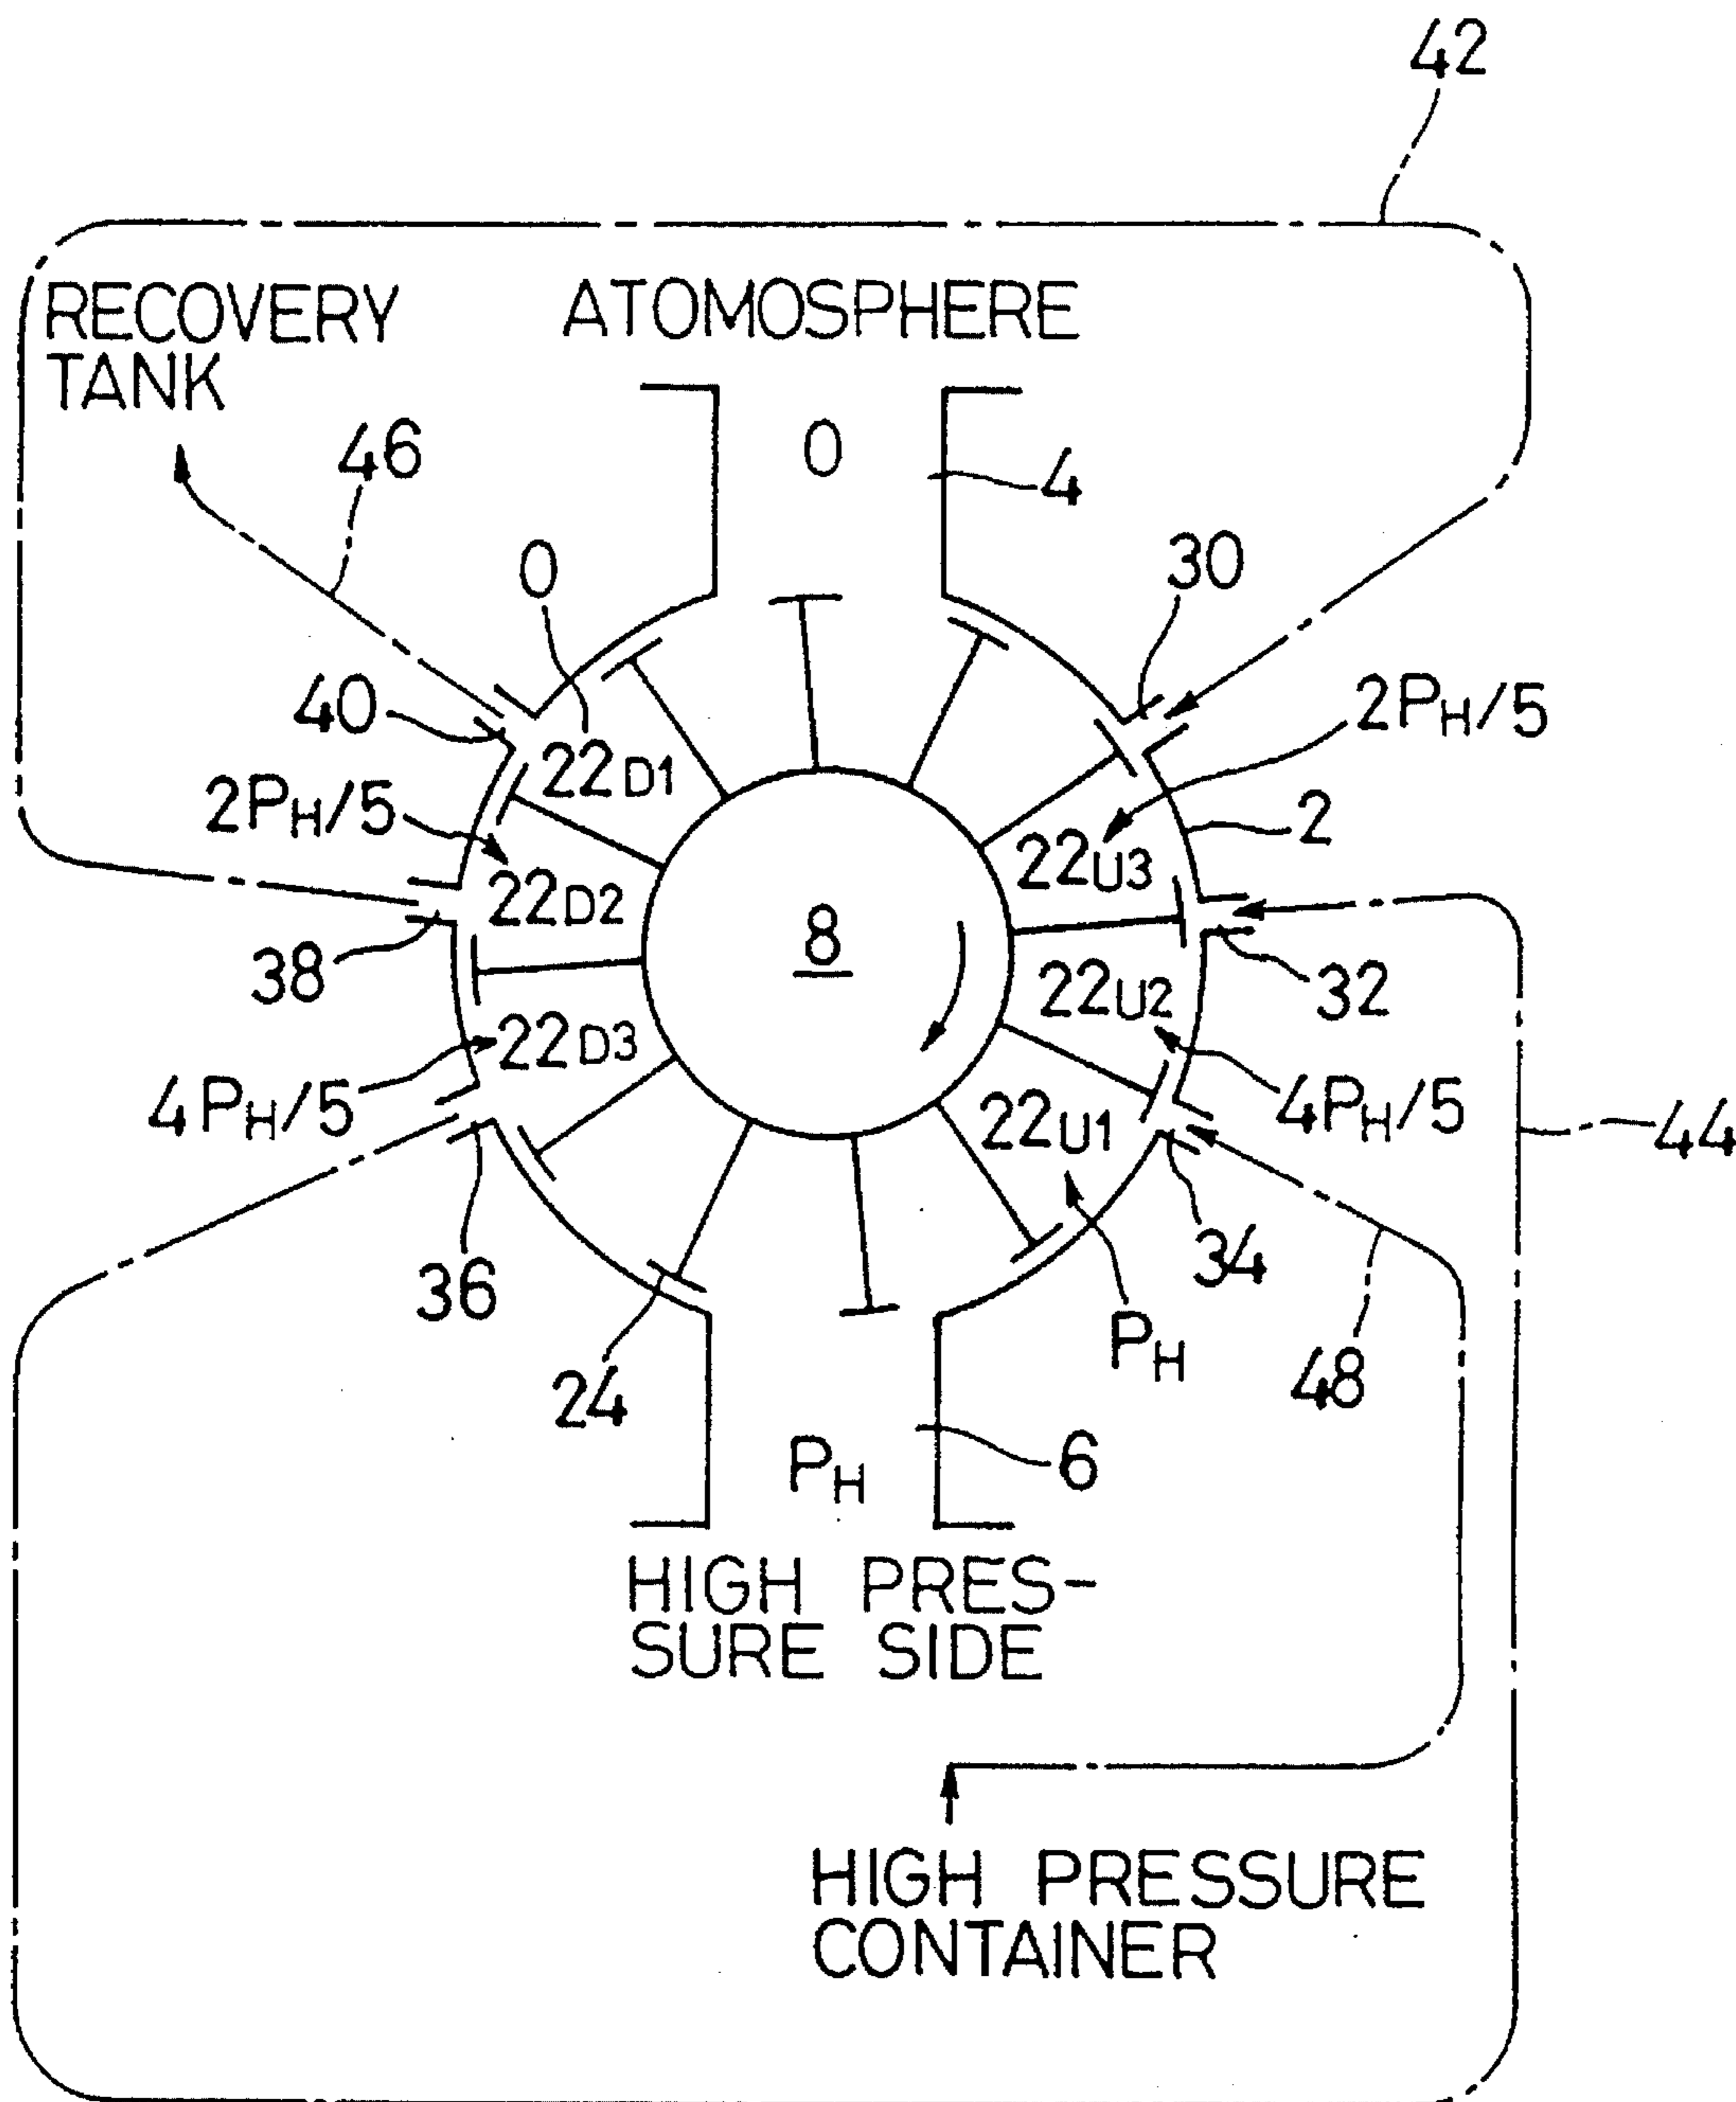 42
RECOVERY
TANK
ATOMOSPHERE
46
0
4
0
30
40
22D1
2PH/5
2PH/5
2
22U3
22D2
8
38
22U2
32
22D3
4PH/5
22U1
4PH/5
44
36
34
24
PH
48
PH
6
HIGH PRES-
SURE SIDE
HIGH PRESSURE
CONTAINER